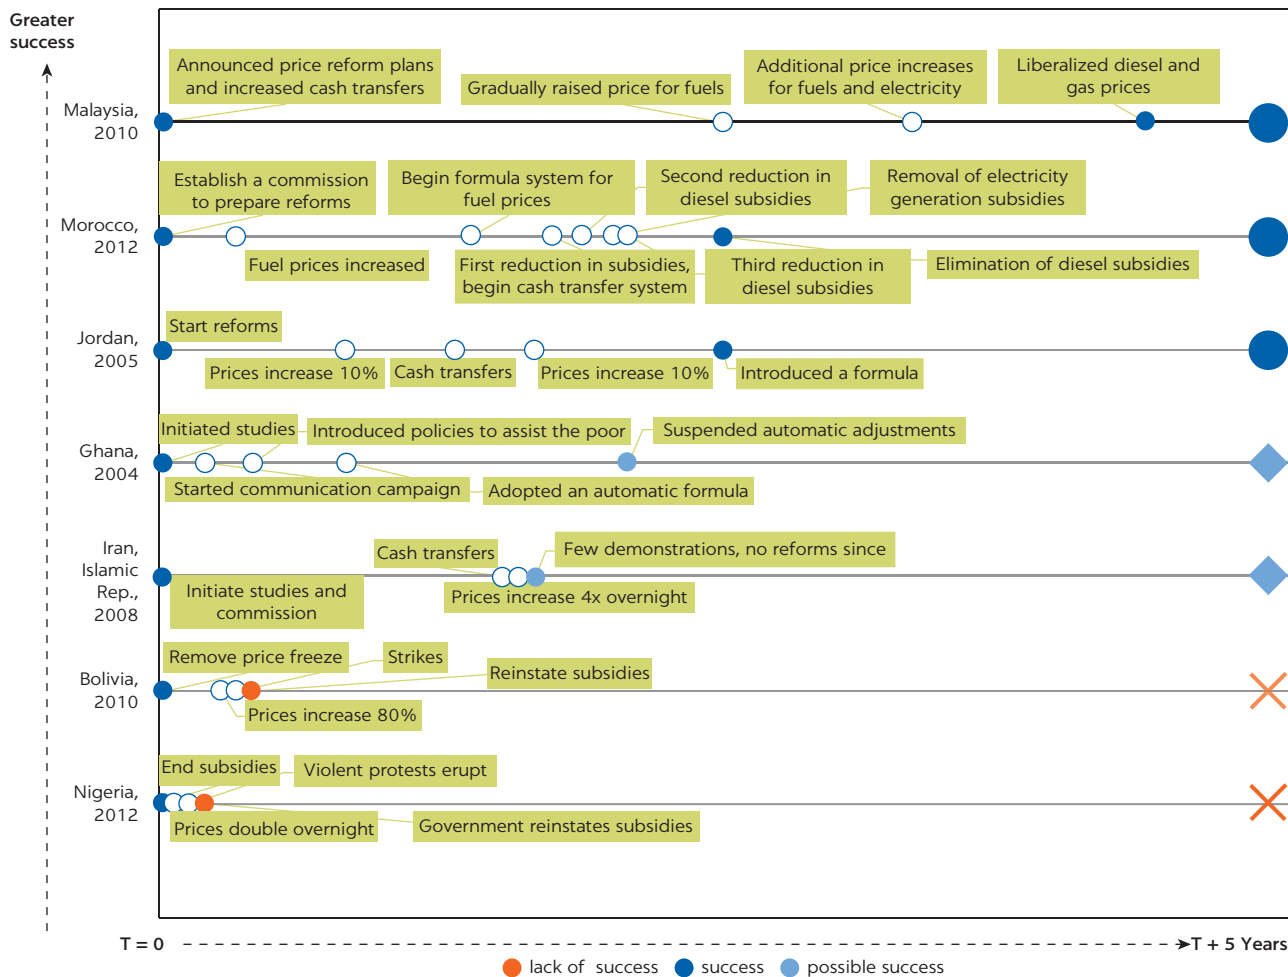 Greater
success
Malaysia,
2010
Announced price reform plans
and increased cash transfers
Gradually raised price for fuels
Additional price increases
for fuels and electricity
Liberalized diesel and
gas prices
Morocco,
2012
Establish a commission
to prepare reforms
Fuel prices increased
Begin formula system for
fuel prices
First reduction in subsidies,
begin cash transfer system
Second reduction in
diesel subsidies
Third reduction in
diesel subsidies
Removal of electricity
generation subsidies
Elimination of diesel subsidies
Jordan,
2005
Start reforms
Prices increase 10%
Cash transfers
Prices increase 10%
Introduced a formula
Ghana,
2004
Initiated studies
Started communication campaign
Introduced policies to assist the poor
Adopted an automatic formula
Suspended automatic adjustments
Iran,
Islamic
Rep.,
2008
Initiate studies and
commission
Cash transfers
Prices increase 4x overnight
Few demonstrations, no reforms since
Bolivia,
2010
Remove price freeze
Prices increase 80%
Strikes
Reinstate subsidies
Nigeria,
2012
End subsidies
Prices double overnight
Violent protests erupt
Government reinstates subsidies
T = 0
T + 5 Years
lack of success
success
possible success